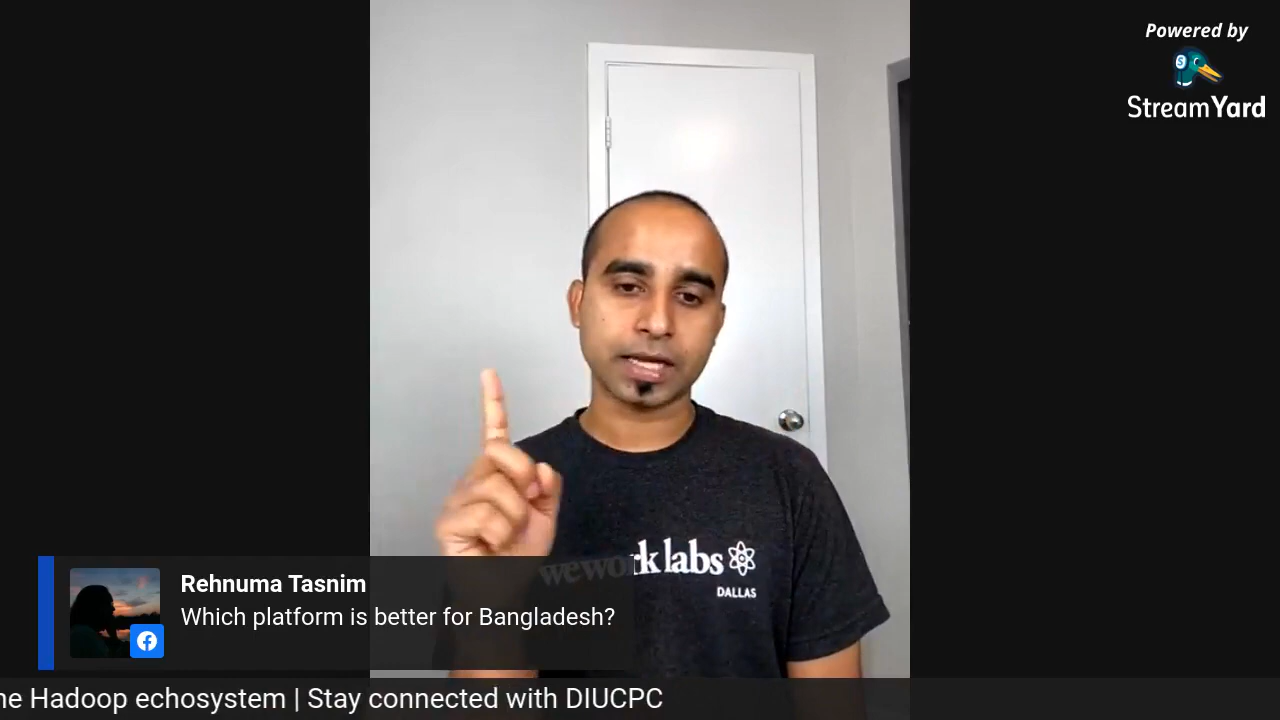 Powered by
StreamYard
wework labs
DALLAS
Rehnuma Tasnim
Which platform is better for Bangladesh?
he Hadoop echosystem | Stay connected with DIUCPC